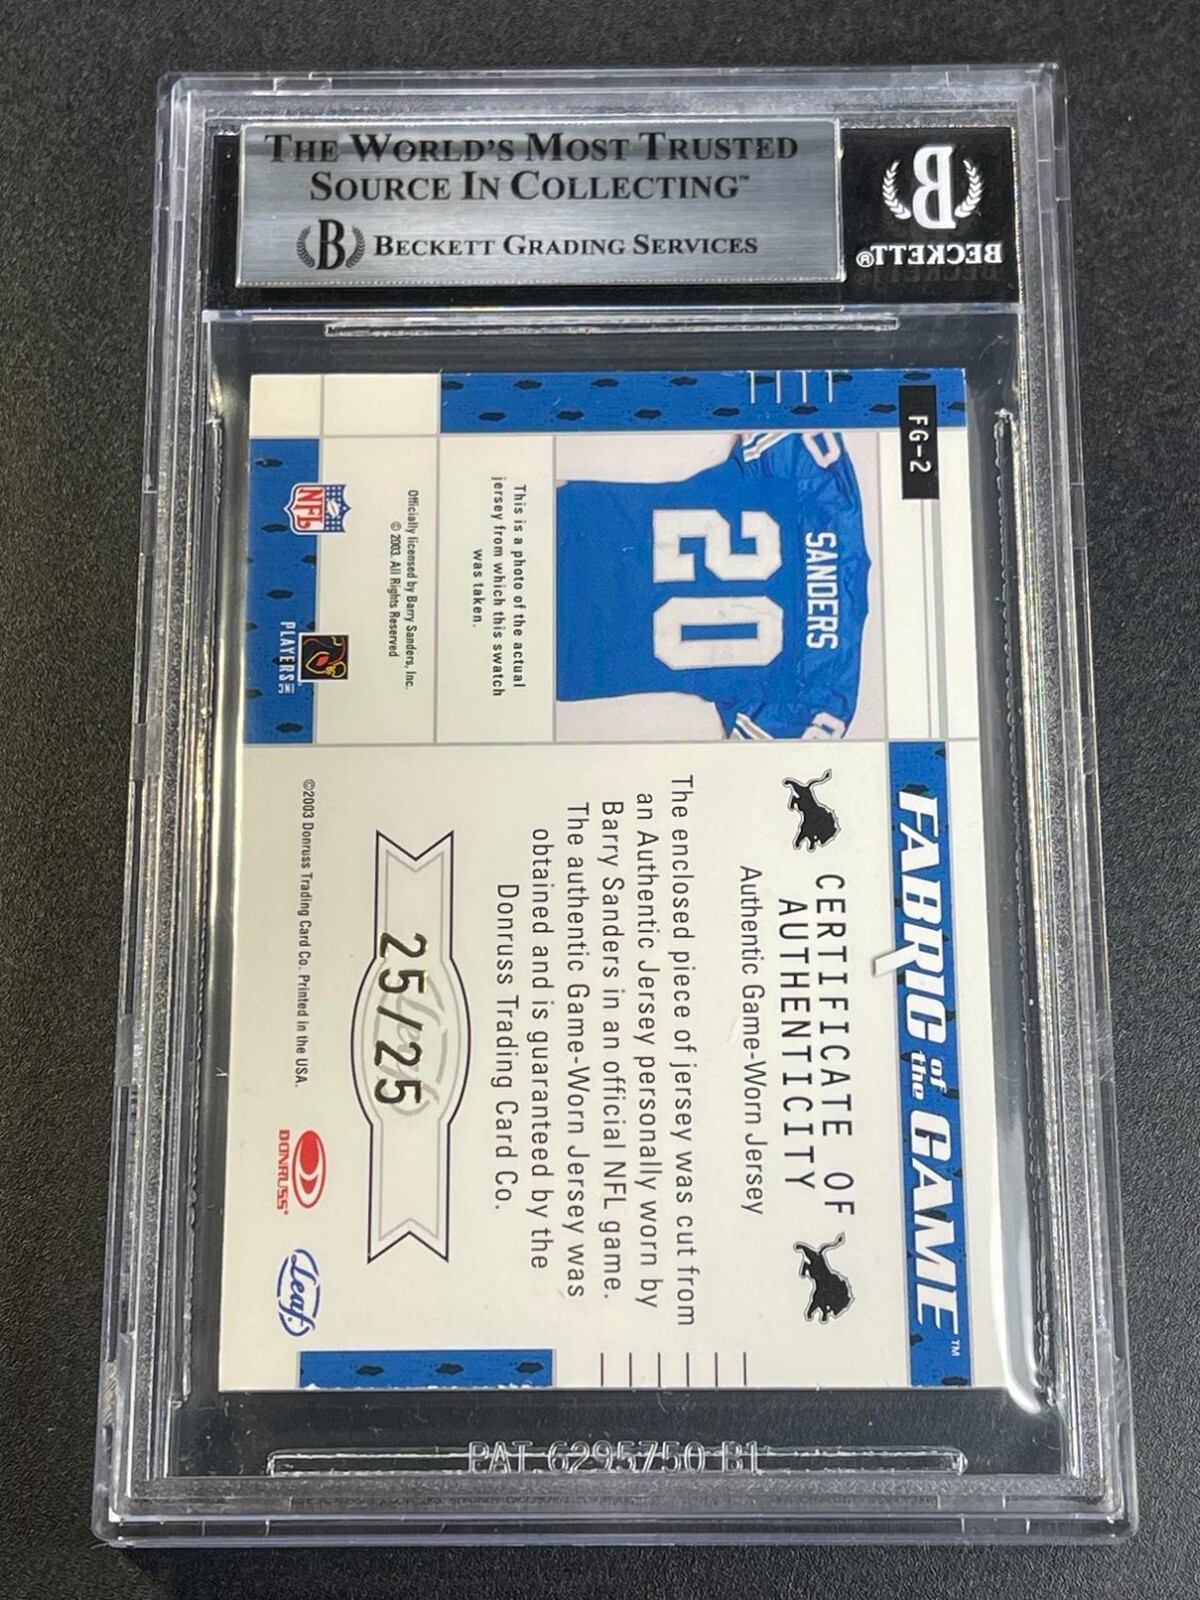 THE WORLD'S MOST TRUSTED
SOURCE IN COLLECTING™
B BECKETT GRADING SERVICES
B
BECKETT®
FG-2
SANDERS
20
This is a photo of the actual
jersey from which this swatch
was taken.
Officially licensed by Barry Sanders, Inc.
© 2003. All Rights Reserved
NFL
PLAYERS INC
FABRIC of the GAME™
CERTIFICATE OF
AUTHENTICITY
Authentic Game-Worn Jersey
The enclosed piece of jersey was cut from
an Authentic Jersey personally worn by
Barry Sanders in an official NFL game.
The authentic Game-Worn Jersey was
obtained and is guaranteed by the
Donruss Trading Card Co.
Leaf
25/25
©2003 Donruss Trading Card Co. Printed in the USA.
DONRUSS®
Leaf
PAT. 6295750 B1